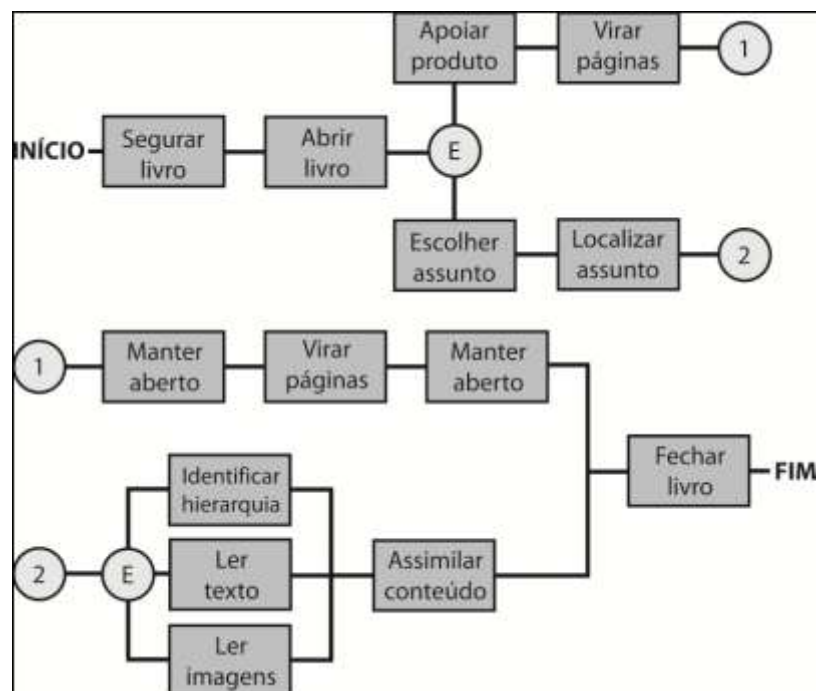 Apoiar
produto
Virar
páginas
1
INÍCIO
Segurar
livro
Abrir
livro
E
Escolher
assunto
Localizar
assunto
2
1
Manter
aberto
Virar
páginas
Manter
aberto
Identificar
hierarquia
Fechar
livro
FIM
2
E
Ler
texto
Assimilar
conteúdo
Ler
imagens